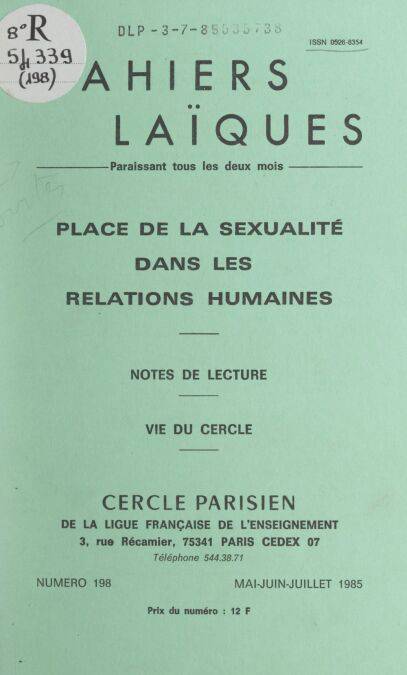 DLP-3-7-85
ISSN 0526-8354
8° R
5339
(198)
AHIERS
LAÏQUES
Paraissant tous les deux mois
PLACE DE LA SEXUALITÉ
DANS LES
RELATIONS HUMAINES
NOTES DE LECTURE
VIE DU CERCLE
CERCLE PARISIEN
DE LA LIGUE FRANÇAISE DE L'ENSEIGNEMENT
3, rue Récamier, 75341 PARIS CEDEX 07
Téléphone 544.38.71
NUMERO 198 MAI-JUIN-JUILLET 1985
Prix du numéro : 12 F